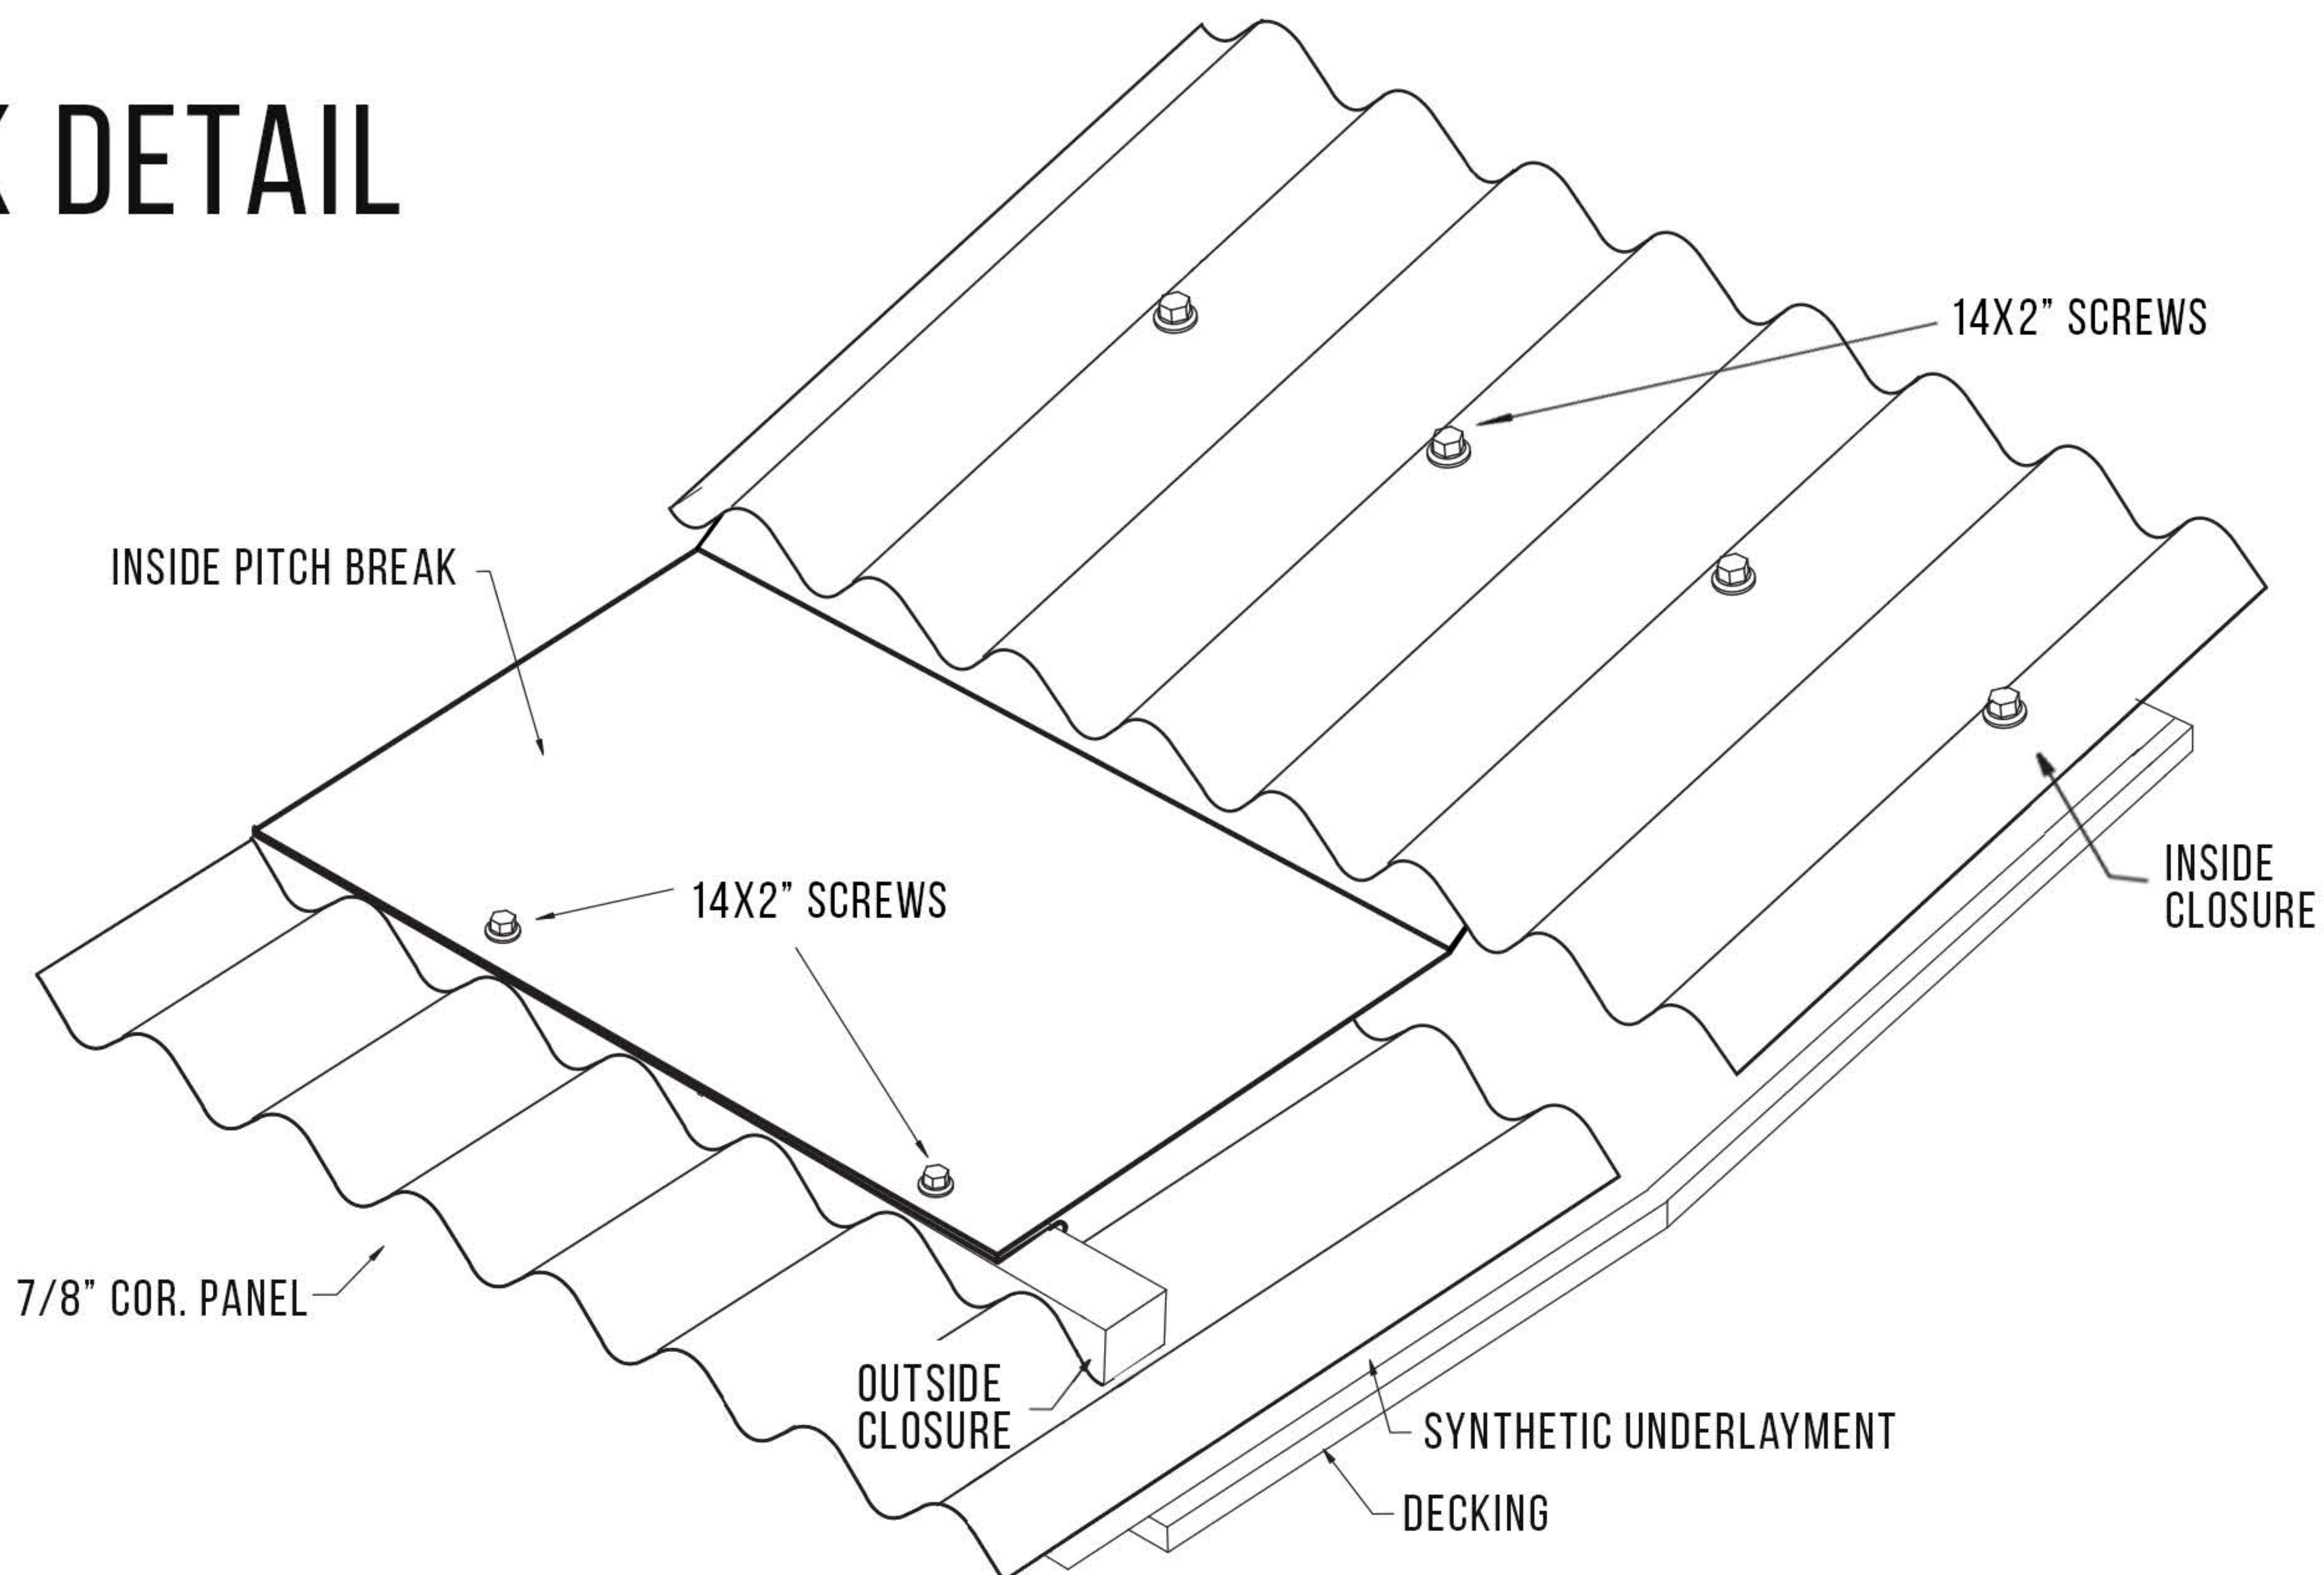 DETAIL
14X2" SCREWS
INSIDE PITCH BREAK
14X2" SCREWS
INSIDE
CLOSURE
7/8" COR. PANEL
OUTSIDE
CLOSURE
SYNTHETIC UNDERLAYMENT
DECKING